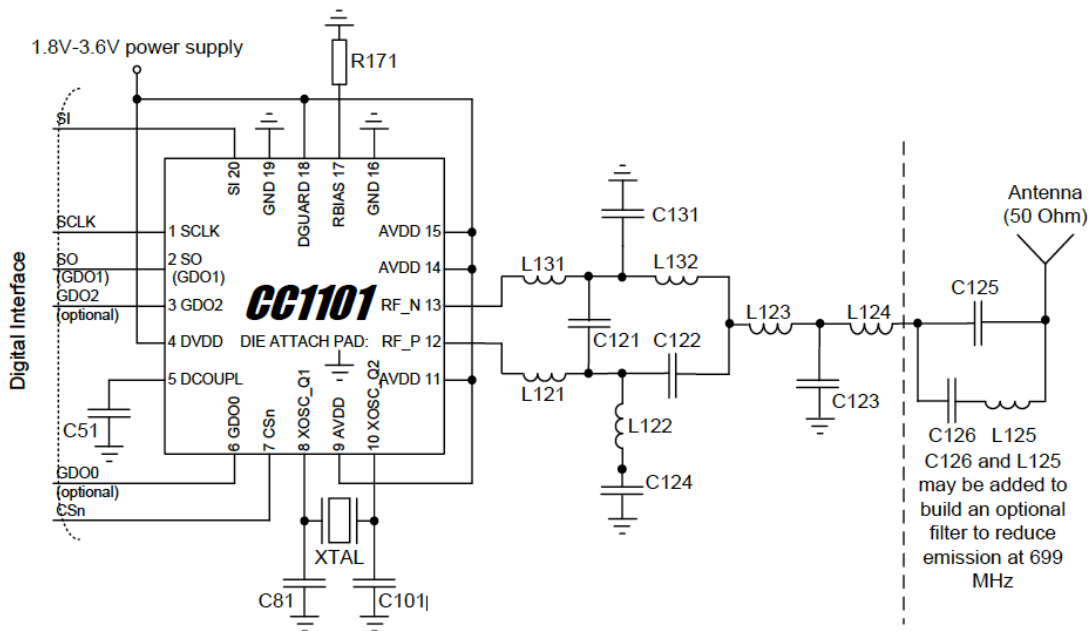 1.8V-3.6V power supply
R171
SI
SI 20
GND 19
DGUARD 18
RBIAS 17
GND 16
Antenna
(50 Ohm)
C131
SCLK
1 SCLK
AVDD 15
SO
(GDO1)
2 SO
(GDO1)
AVDD 14
L131
L132
GDO2
(optional)
3 GDO2
CC1101
RF_N 13
C125
Digital Interface
4 DVDD
DIE ATTACH PAD:
RF_P 12
C121
C122
L123
L124
5 DCOUPL
AVDD 11
L121
C123
C51
6 GDO0
7 CSn
8 XOSC_Q1
9 AVDD
10 XOSC_Q2
L122
C126
L125
GDO0
(optional)
C124
CSn
XTAL
C81
C101
C126 and L125
may be added to
build an optional
filter to reduce
emission at 699
MHz